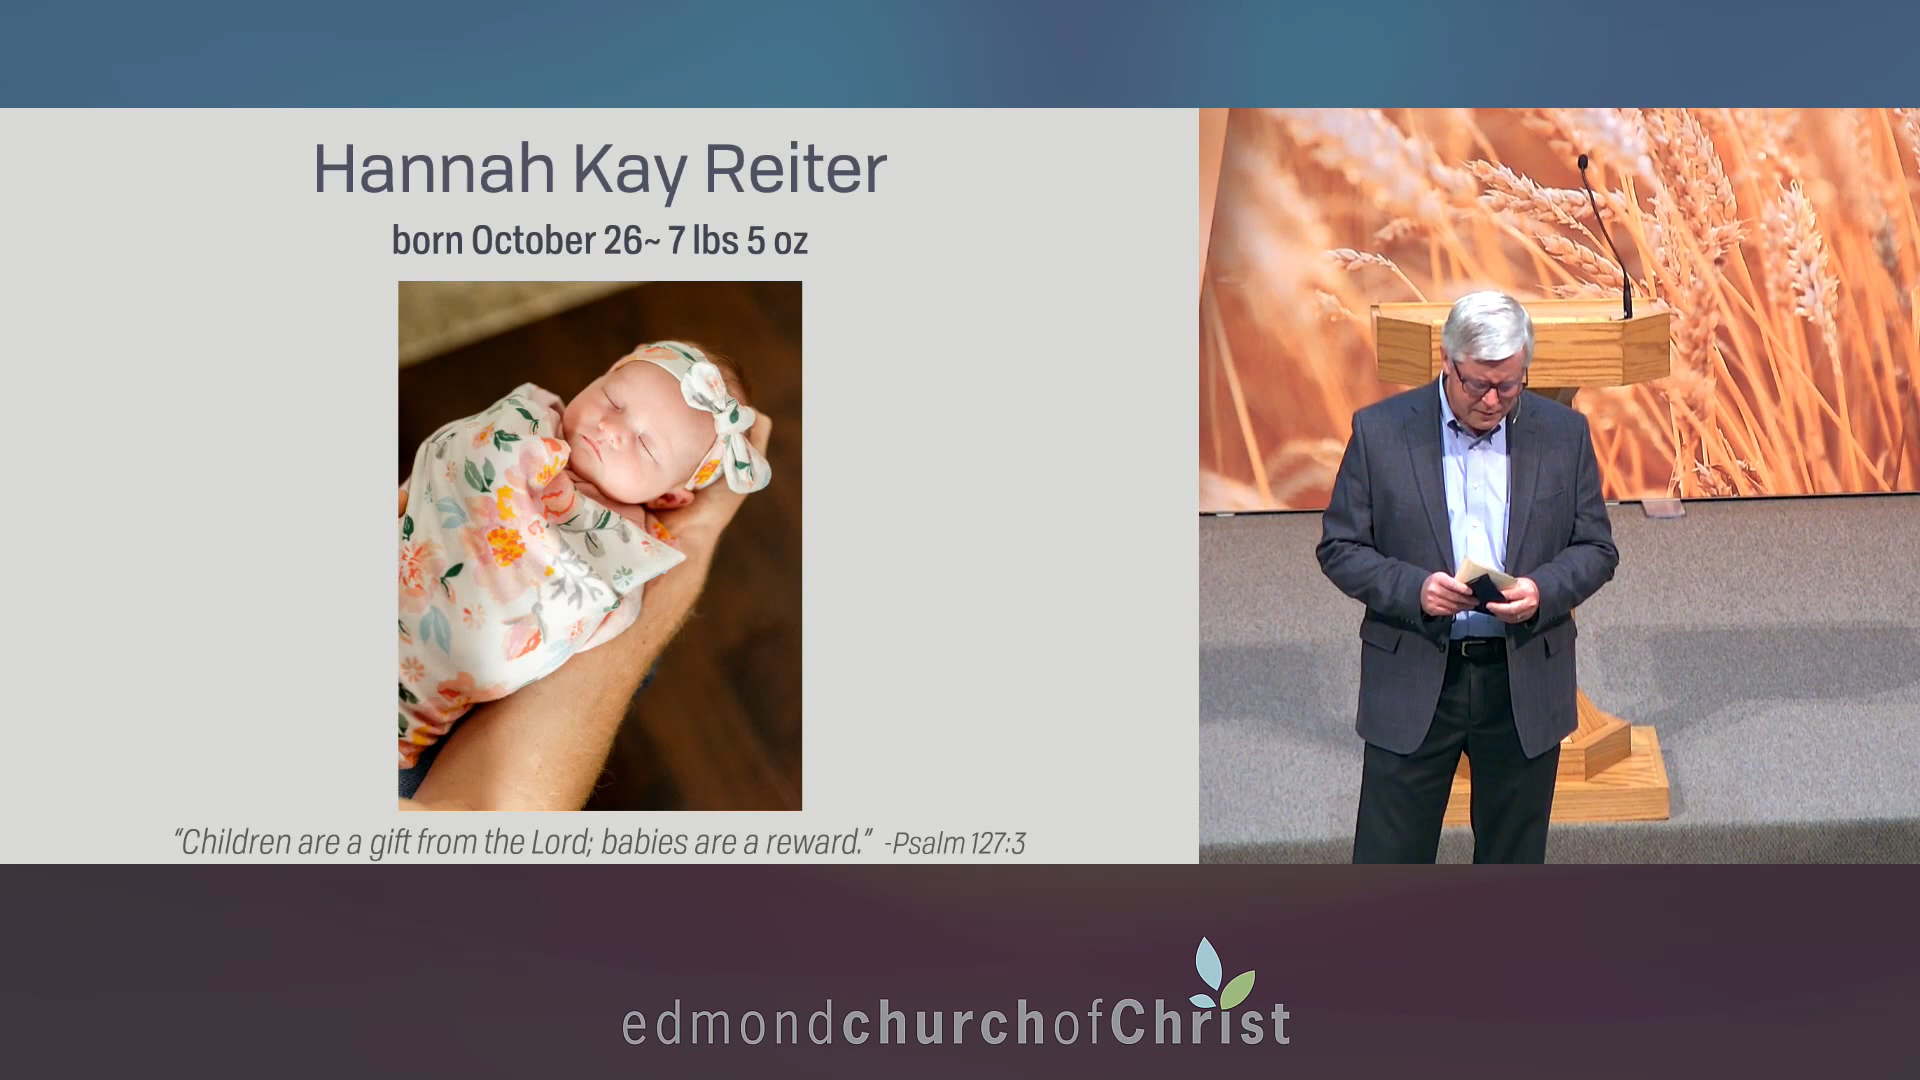 Hannah Kay Reiter
born October 26~ 7 lbs 5 oz
“Children are a gift from the Lord; babies are a reward.” -Psalm 127:3
edmondchurchofChrist